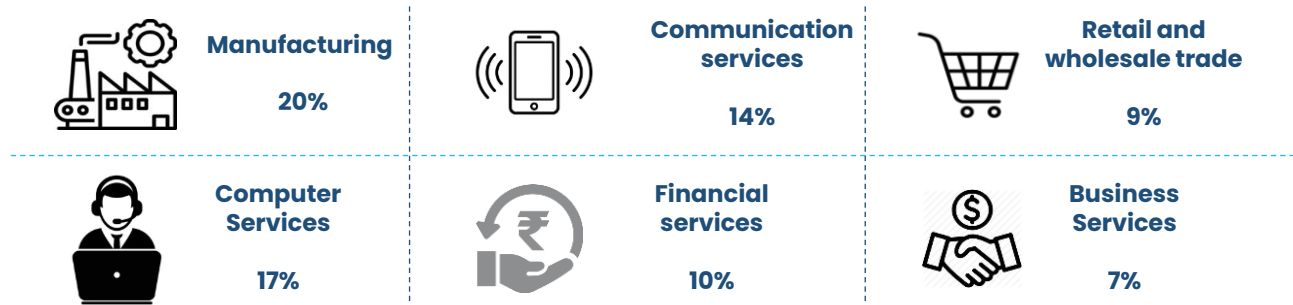 Manufacturing
20%
Communication
services
14%
Retail and
wholesale trade
9%
Computer
Services
17%
Financial
services
10%
Business
Services
7%